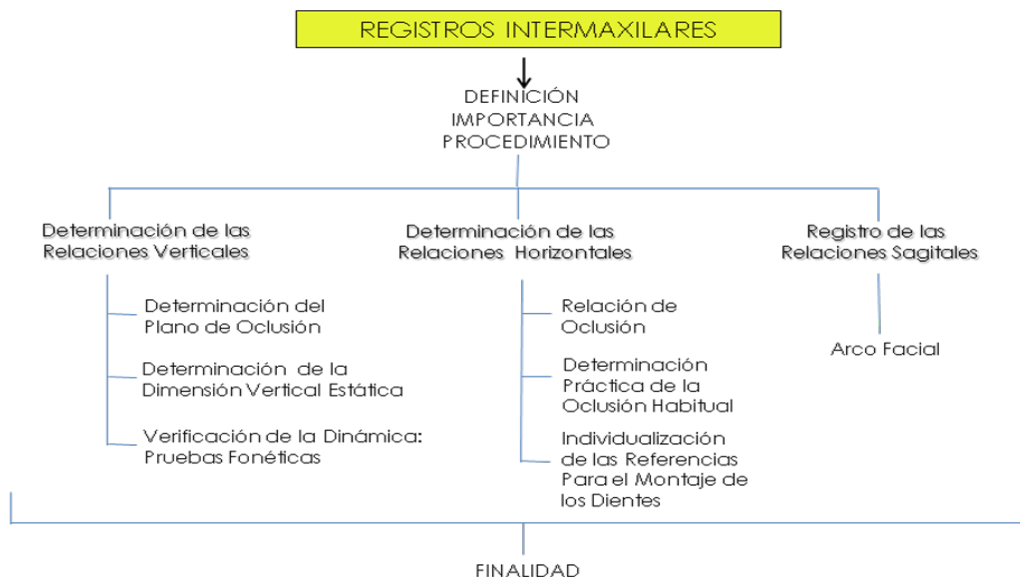 REGISTROS INTERMAXILARES
DEFINICIÓN
IMPORTANCIA
PROCEDIMIENTO
Determinación de las
Relaciones Verticales
Determinación del
Plano de Oclusión
Determinación de la
Dimensión Vertical Estática
Verificación de la Dinámica:
Pruebas Fonéticas
Determinación de las
Relaciones Horizontales
Relación de
Oclusión
Determinación
Práctica de la
Oclusión Habitual
Individualización
de las Referencias
Para el Montaje de
los Dientes
Registro de las
Relaciones Sagitales
Arco Facial
FINALIDAD